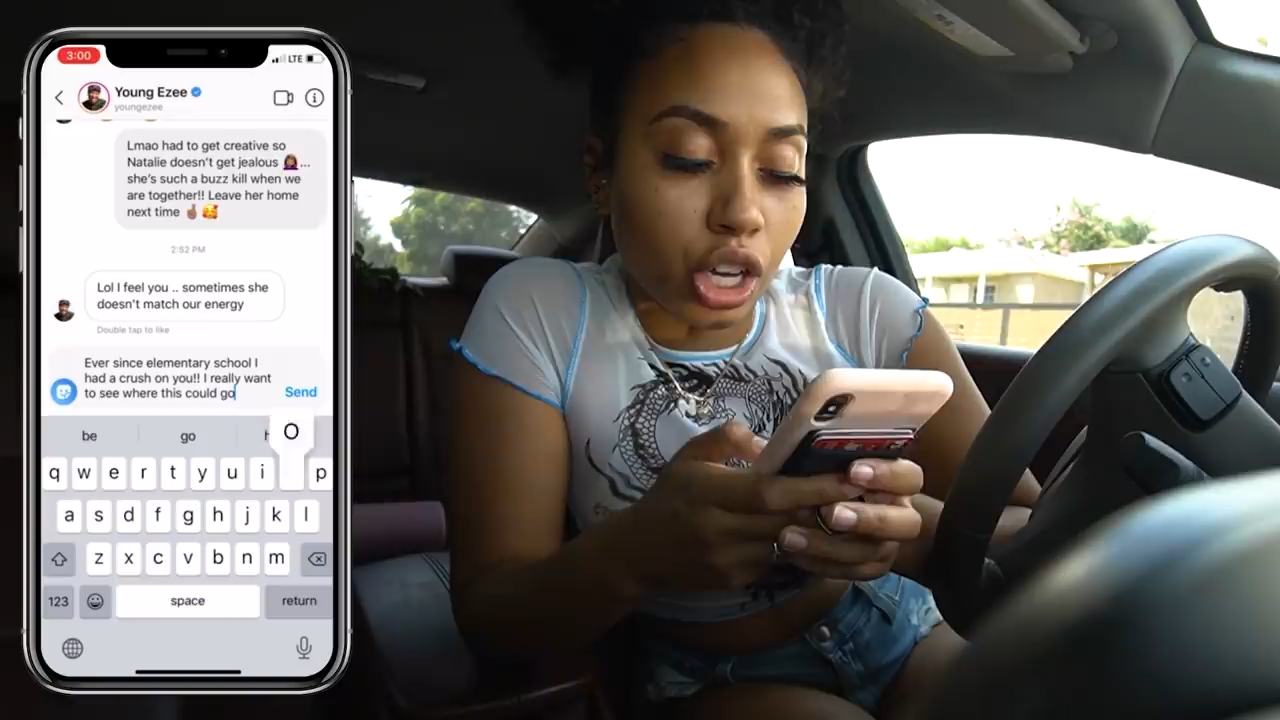 3:00
LTE
Young Ezee
youngezee
Lmao had to get creative so
Natalie doesn't get jealous 🤦🏽‍♀️...
she's such a buzz kill when we
are together!! Leave her home
next time ✌🏽🥰
2:52 PM
Lol I feel you .. sometimes she
doesn't match our energy
Double tap to like
Ever since elementary school I
had a crush on you!! I really want
to see where this could go
Send
be go
O
q w e r t y u i p
a s d f g h j k l
z x c v b n m
123 space return